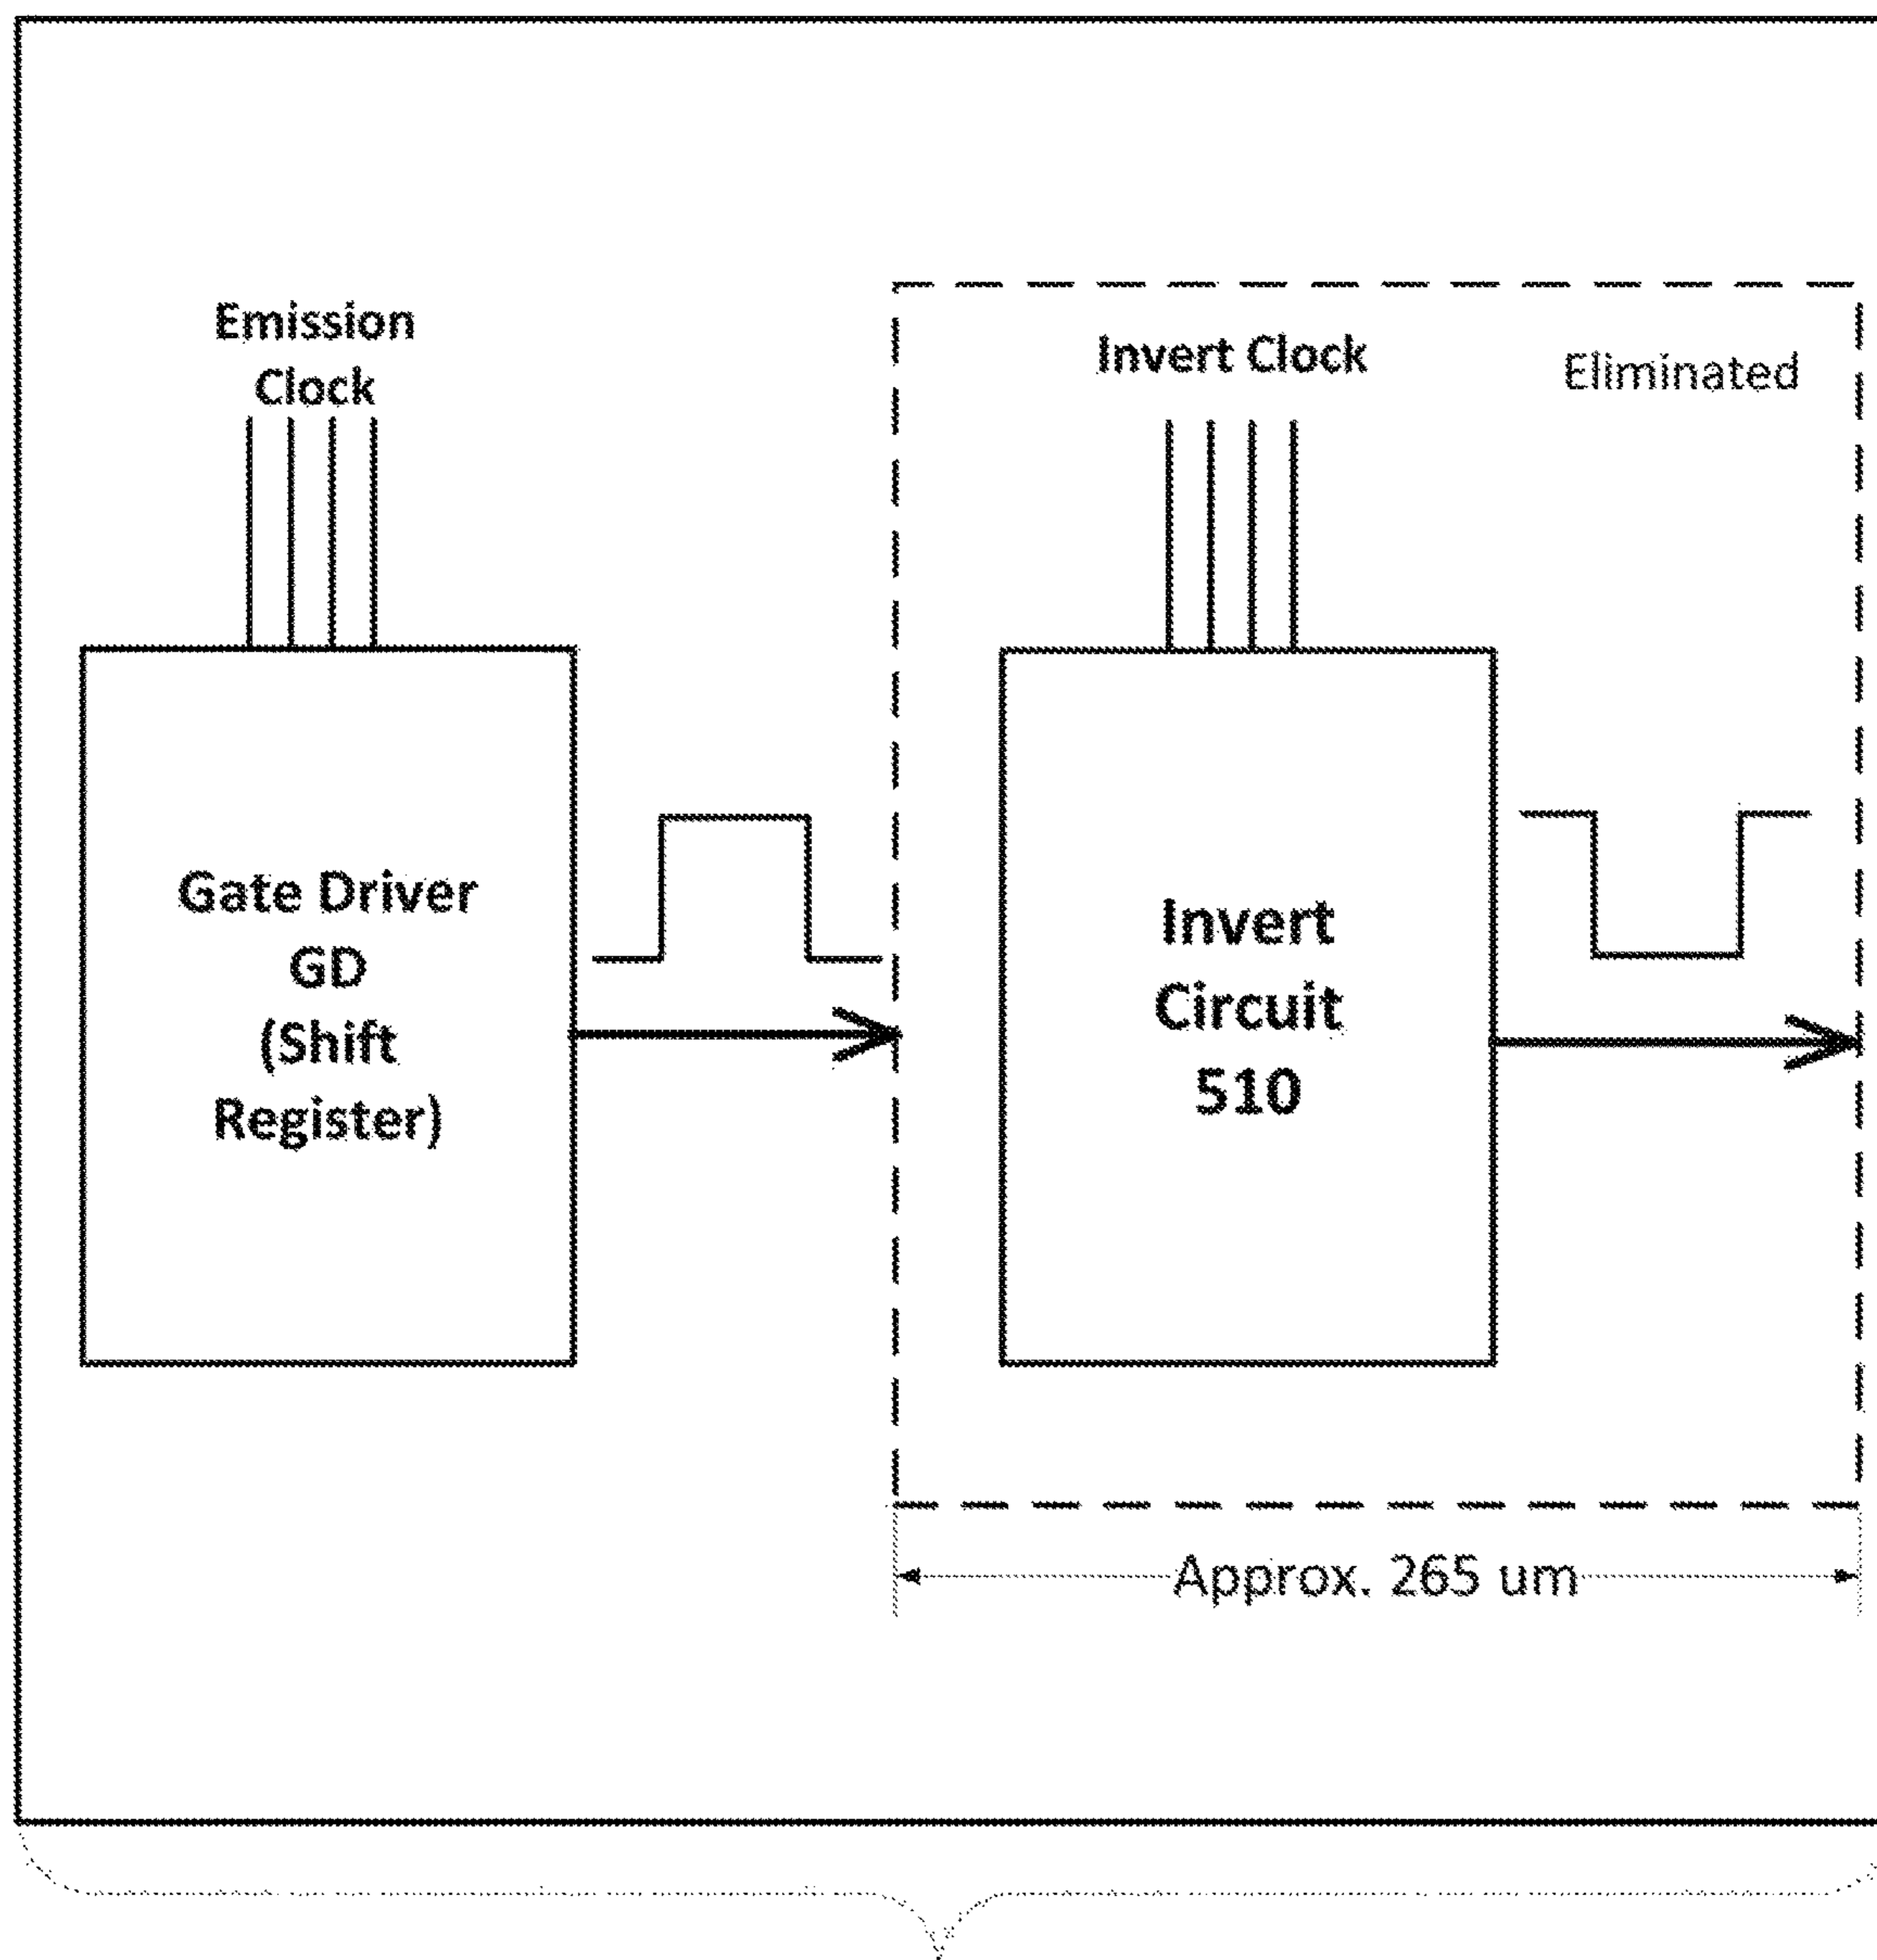 Emission
Clock
Invert Clock
Eliminated
Gate Driver
GD
(Shift
Register)
Invert
Circuit
510
Approx. 265 um